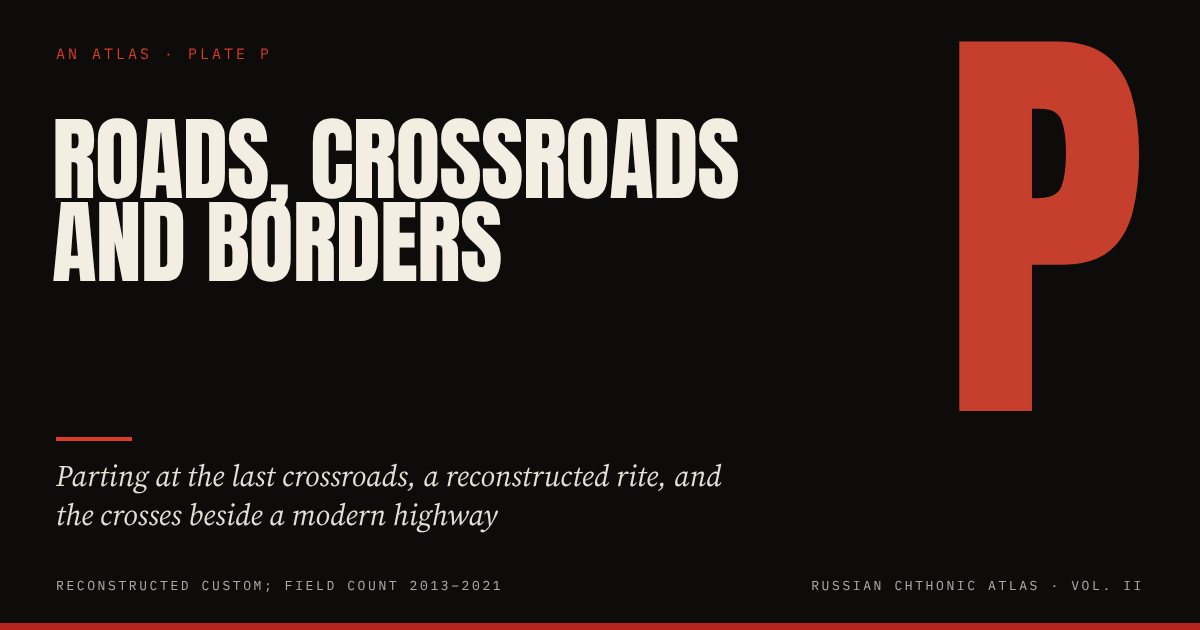 AN ATLAS · PLATE P
P
ROADS, CROSSROADS
AND BORDERS
Parting at the last crossroads, a reconstructed rite, and
the crosses beside a modern highway
RECONSTRUCTED CUSTOM; FIELD COUNT 2013–2021
RUSSIAN CHTHONIC ATLAS · VOL. II